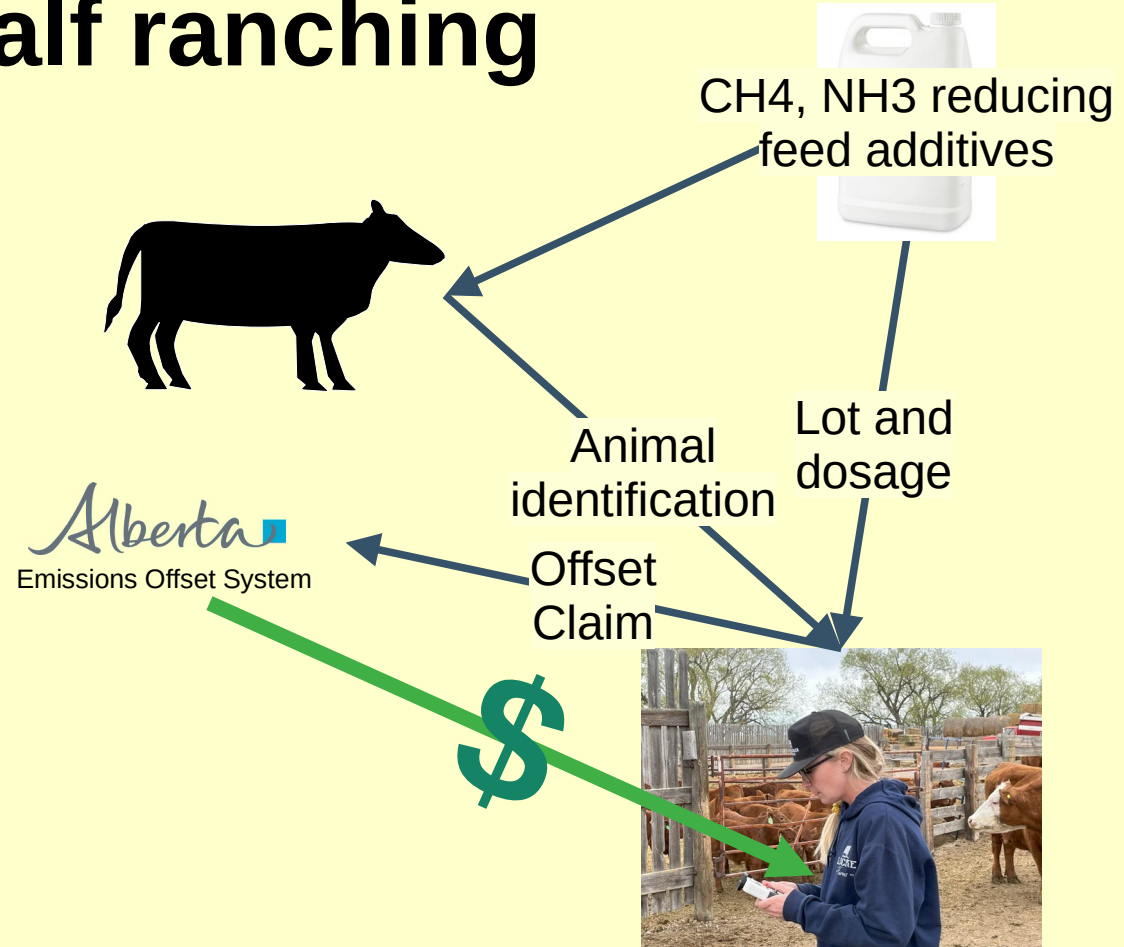 alf ranching
CH4, NH3 reducing
feed additives
Lot and
dosage
Animal
identification
Alberta
Emissions Offset System
Offset
Claim
$